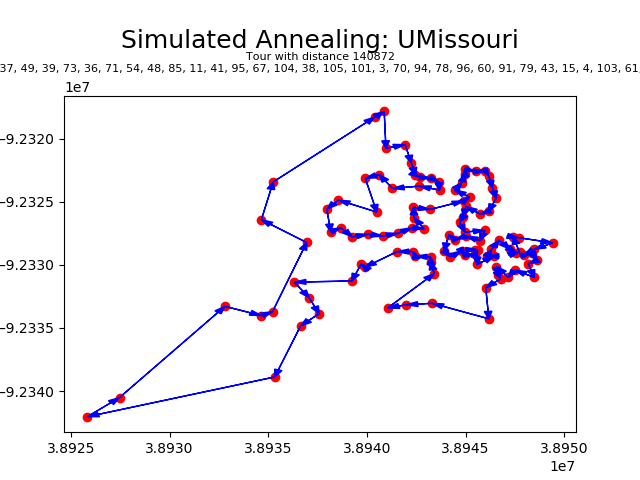 Simulated Annealing: UMissouri
Tour with distance 140872
37, 49, 39, 73, 36, 71, 54, 48, 85, 11, 41, 95, 67, 104, 38, 105, 101, 3, 70, 94, 78, 96, 60, 91, 79, 43, 15, 4, 103, 61,
1e7
−9.2320
−9.2325
−9.2330
−9.2335
−9.2340
3.8925 3.8930 3.8935 3.8940 3.8945 3.8950
1e7